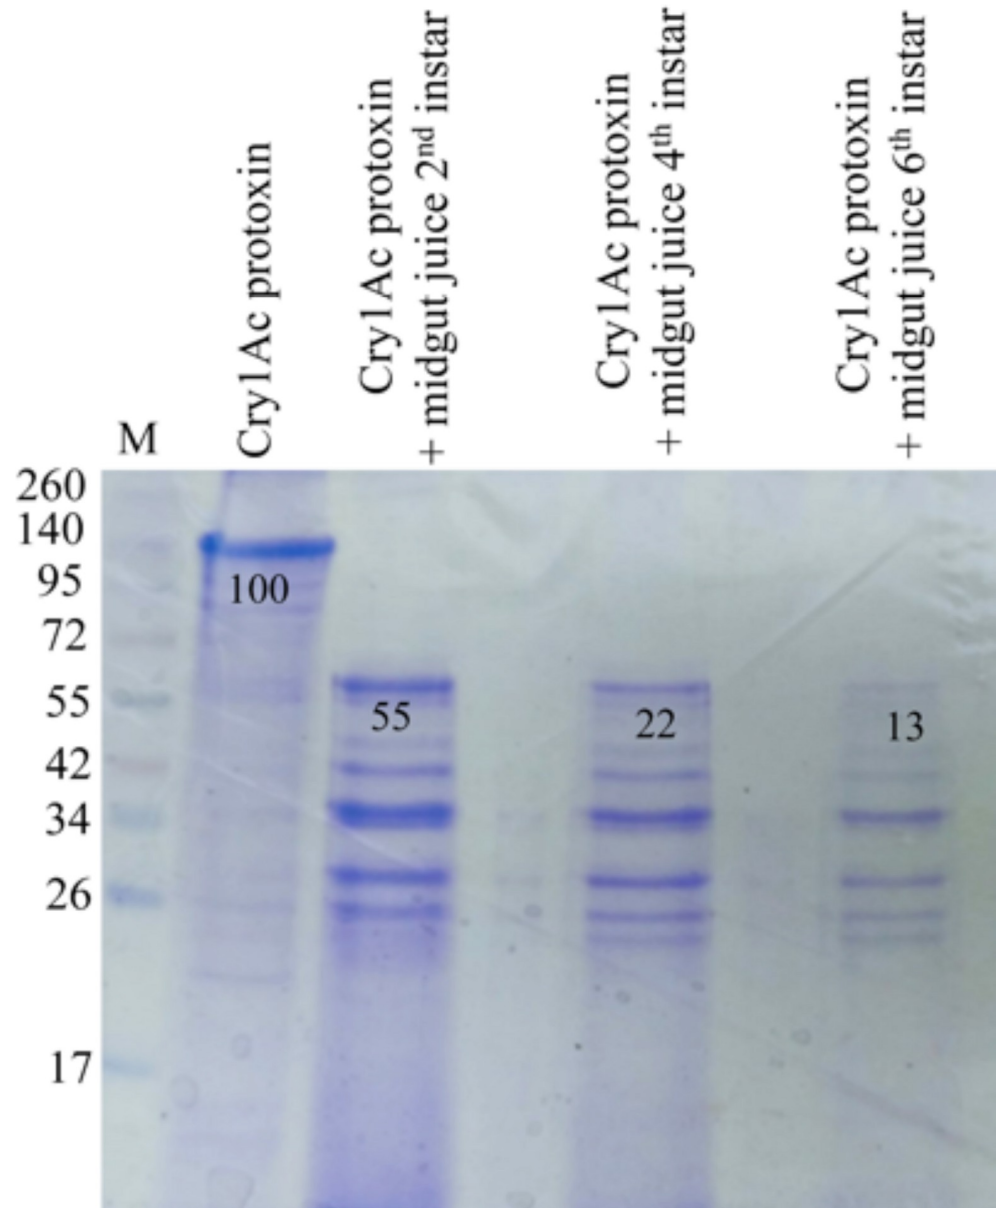 M
Cry1Ac protoxin
Cry1Ac protoxin
+ midgut juice 2nd instar
Cry1Ac protoxin
+ midgut juice 4th instar
Cry1Ac protoxin
+ midgut juice 6th instar
260
140
95
72
55
42
34
26
17
100
55
22
13